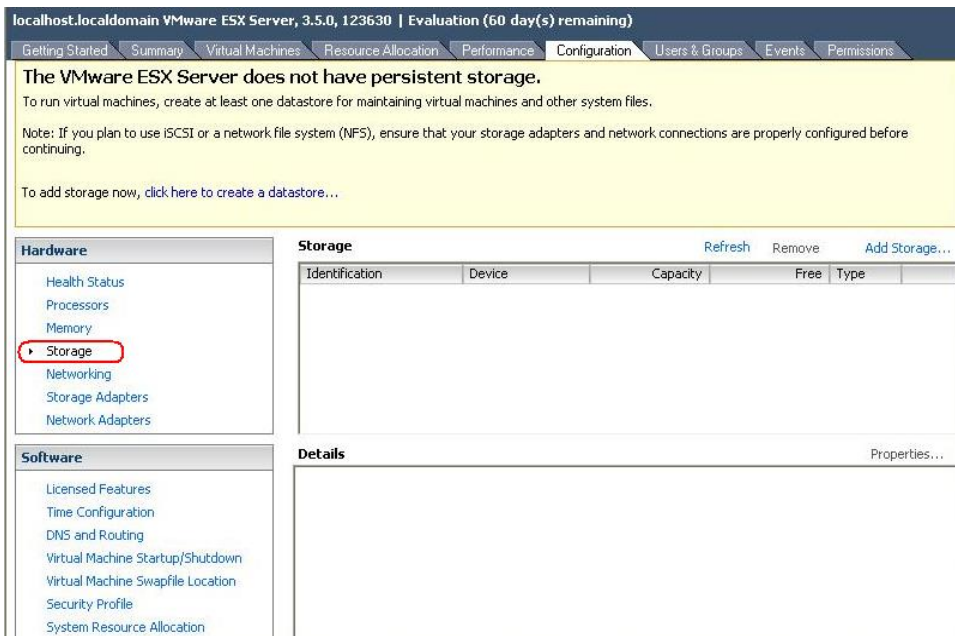 localhost.localdomain VMware ESX Server, 3.5.0, 123630 | Evaluation (60 day(s) remaining)
Getting Started Summary Virtual Machines Resource Allocation Performance Configuration Users & Groups Events Permissions
The VMware ESX Server does not have persistent storage.
To run virtual machines, create at least one datastore for maintaining virtual machines and other system files.
Note: If you plan to use iSCSI or a network file system (NFS), ensure that your storage adapters and network connections are properly configured before
continuing.
To add storage now, click here to create a datastore...
Hardware
Health Status
Processors
Memory
Storage
Networking
Storage Adapters
Network Adapters
Software
Licensed Features
Time Configuration
DNS and Routing
Virtual Machine Startup/Shutdown
Virtual Machine Swapfile Location
Security Profile
System Resource Allocation
Storage Refresh Remove Add Storage...
Identification Device Capacity Free Type
Details Properties...